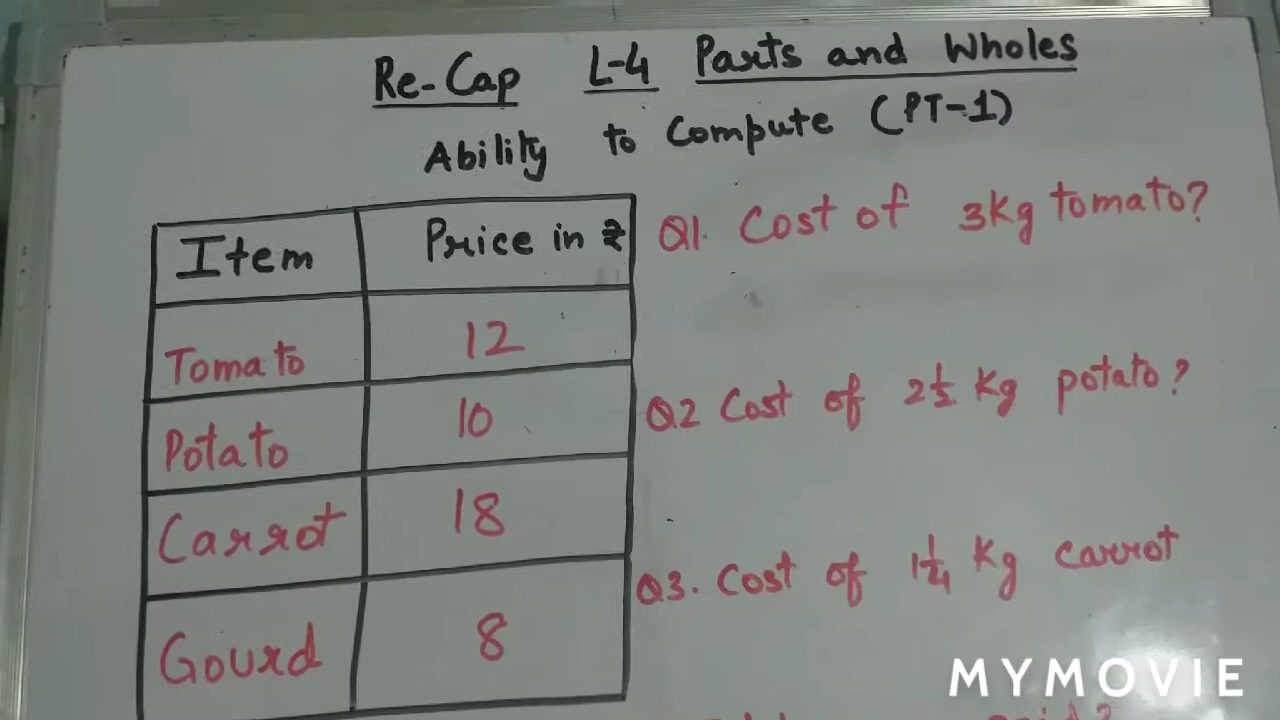 Re-Cap L-4 Parts and Wholes
Ability to Compute (PT-1)
Item Price in ₹
Tomato 12
Potato 10
Carrot 18
Gourd 8
Q1. Cost of 3Kg tomato?
Q2 Cost of 2½ Kg potato?
Q3. Cost of 1¼ Kg carrot
MYMOVIE